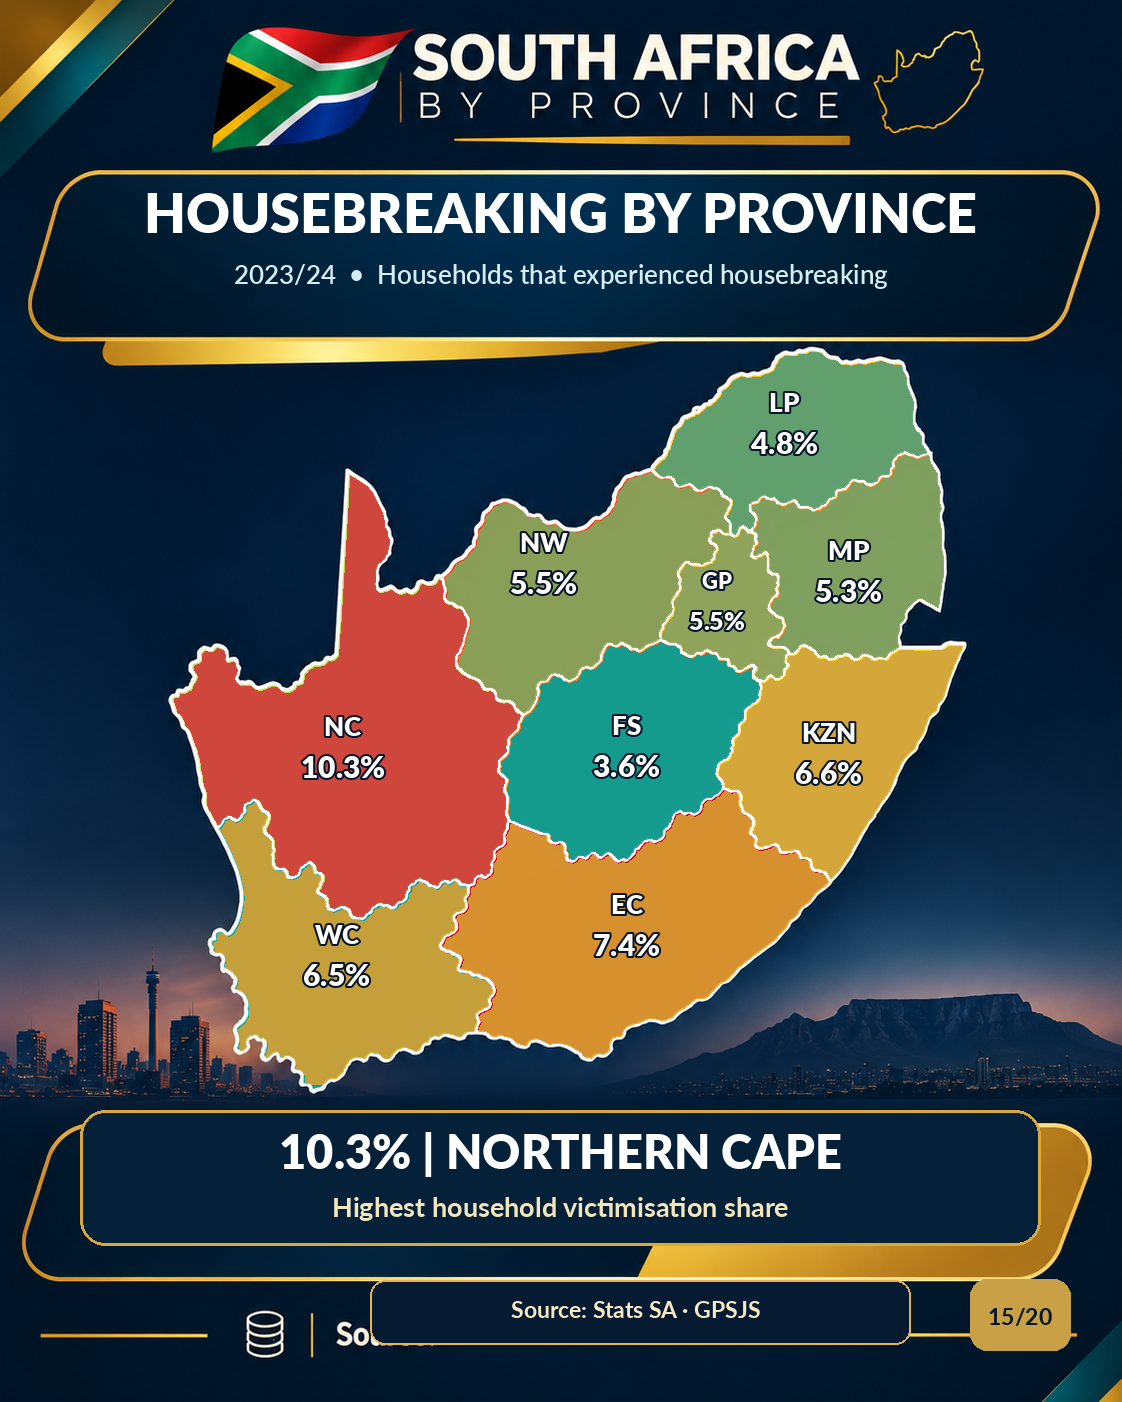 SOUTH AFRICA
BY PROVINCE
HOUSEBREAKING BY PROVINCE
2023/24 • Households that experienced housebreaking
LP
4.8%
NW
5.5%
MP
5.3%
GP
5.5%
NC
10.3%
FS
3.6%
KZN
6.6%
EC
7.4%
WC
6.5%
10.3% | NORTHERN CAPE
Highest household victimisation share
Source: Stats SA · GPSJS
15/20